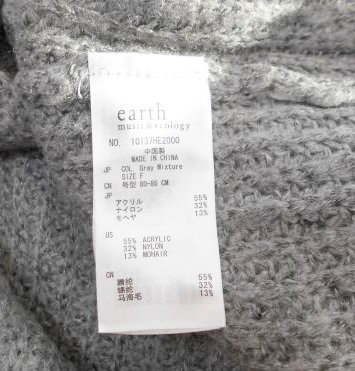 earth
music&ecology
NO. 10137HE2000
中国製
MADE IN CHINA
JP COL. Gray Mixture
SIZE F
CN 号型 80-85 CM
JP
アクリル 55%
ナイロン 32%
モヘヤ 13%
US
55% ACRYLIC
32% NYLON
13% MOHAIR
CN
腈纶 55%
锦纶 32%
马海毛 13%